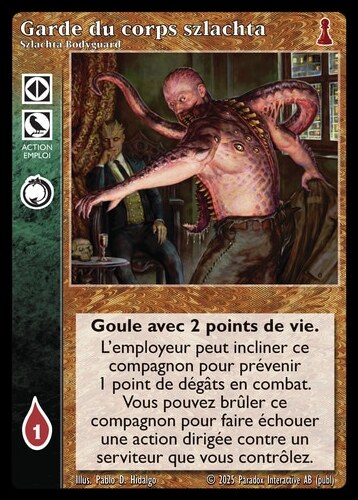 Garde du corps szlachta
Szlachta Bodyguard
ACTION
EMPLOI
Goule avec 2 points de vie.
L'employeur peut incliner ce
compagnon pour prévenir
1 point de dégâts en combat.
Vous pouvez brûler ce
compagnon pour faire échouer
une action dirigée contre un
serviteur que vous contrôlez.
1
Illus. Pablo D. Hidalgo
© 2025 Paradox Interactive AB (publ)